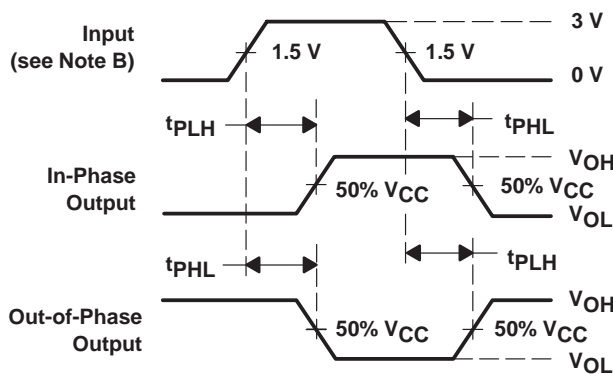 Input
(see Note B)
1.5 V
1.5 V
3 V
0 V
tPLH
tPHL
In-Phase
Output
50% VCC
50% VCC
VOH
VOL
tPHL
tPLH
Out-of-Phase
Output
50% VCC
50% VCC
VOH
VOL